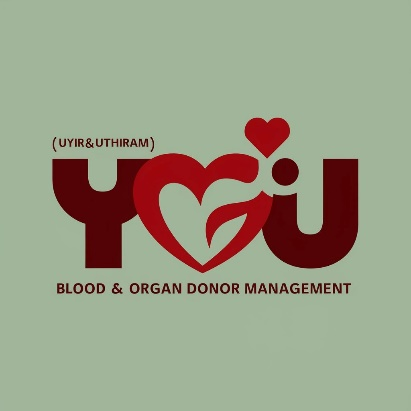 (UYIR&UTHIRAM)
YOU
BLOOD & ORGAN DONOR MANAGEMENT